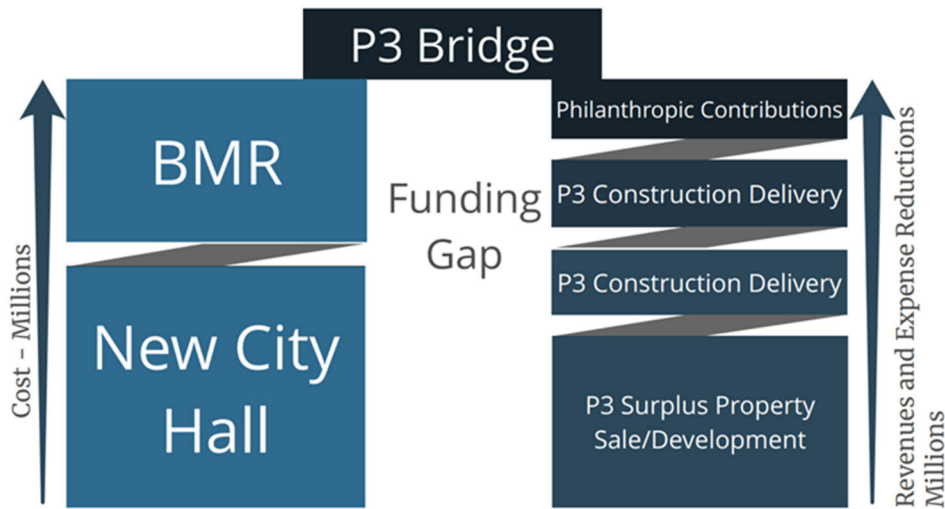 P3 Bridge
Cost – Millions
BMR
New City
Hall
Funding
Gap
Philanthropic Contributions
P3 Construction Delivery
P3 Construction Delivery
P3 Surplus Property
Sale/Development
Revenues and Expense Reductions
Millions